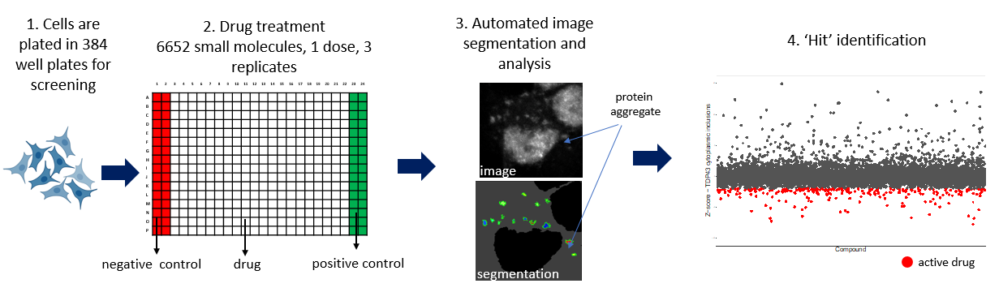 1. Cells are
plated in 384
well plates for
screening
2. Drug treatment
6652 small molecules, 1 dose, 3
replicates
1 2 3 4 5 6 7 8 9 10 11 12 13 14 15 16 17 18 19 20 21 22 23 24
A
B
C
D
E
F
G
H
I
J
K
L
M
N
O
P
negative control
drug
positive control
3. Automated image
segmentation and
analysis
protein
aggregate
image
segmentation
4. ‘Hit’ identification
Z-score – TDP43 cytoplasmic inclusions
Compound
active drug